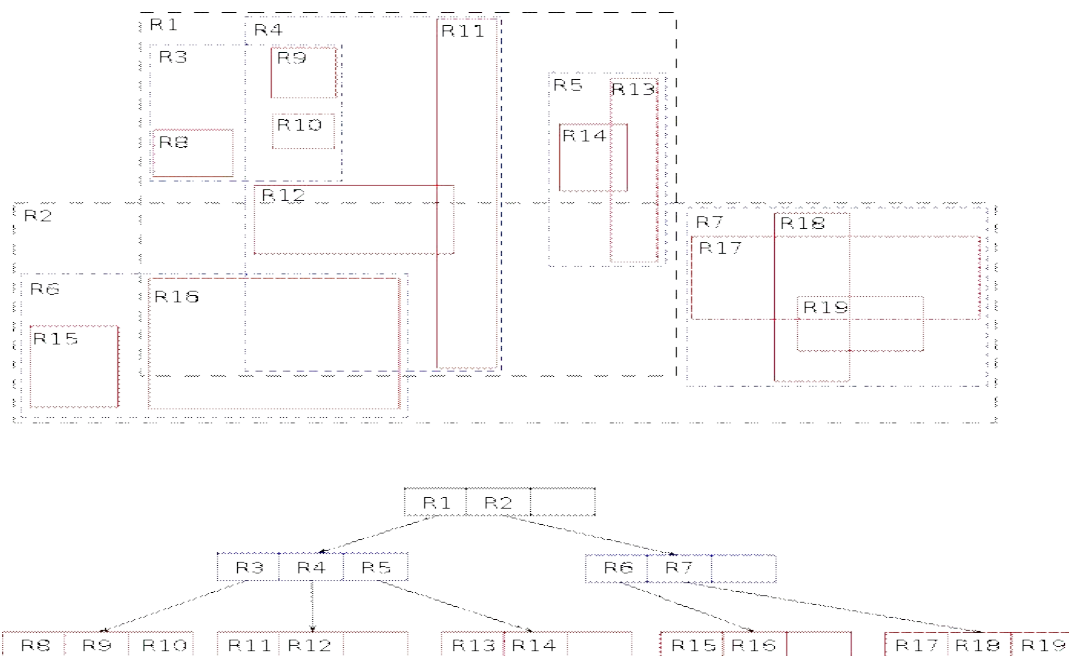 R1 R4 R11
R3 R9
R5 R13
R10 R14
R8
R12
R2
R7 R18
R17
R6
R16
R19
R15
R1 R2
R3 R4 R5 R6 R7
R8 R9 R10 R11 R12 R13 R14 R15 R16 R17 R18 R19